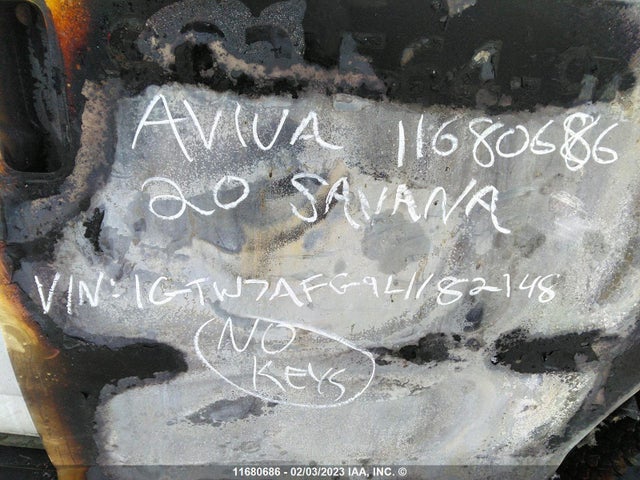 AVIVA 11680686
20 SAVANA
VIN: 1GTW7AFG9L1182148
NO
KEYS
11680686 - 02/03/2023 IAA, INC. ©